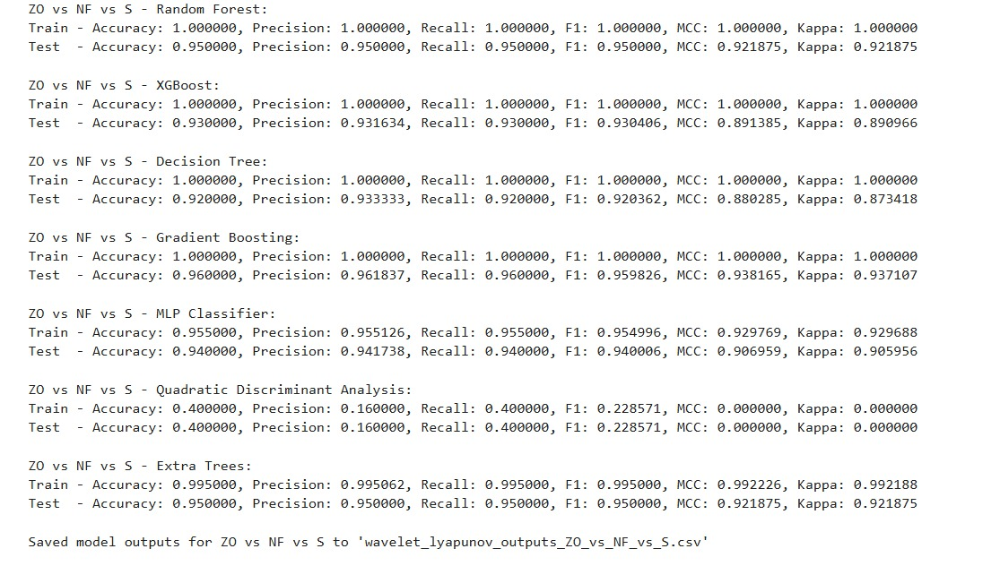 ZO vs NF vs S - Random Forest:
Train - Accuracy: 1.000000, Precision: 1.000000, Recall: 1.000000, F1: 1.000000, MCC: 1.000000, Kappa: 1.000000
Test  - Accuracy: 0.950000, Precision: 0.950000, Recall: 0.950000, F1: 0.950000, MCC: 0.921875, Kappa: 0.921875
ZO vs NF vs S - XGBoost:
Train - Accuracy: 1.000000, Precision: 1.000000, Recall: 1.000000, F1: 1.000000, MCC: 1.000000, Kappa: 1.000000
Test  - Accuracy: 0.930000, Precision: 0.931634, Recall: 0.930000, F1: 0.930406, MCC: 0.891385, Kappa: 0.890966
ZO vs NF vs S - Decision Tree:
Train - Accuracy: 1.000000, Precision: 1.000000, Recall: 1.000000, F1: 1.000000, MCC: 1.000000, Kappa: 1.000000
Test  - Accuracy: 0.920000, Precision: 0.933333, Recall: 0.920000, F1: 0.920362, MCC: 0.880285, Kappa: 0.873418
ZO vs NF vs S - Gradient Boosting:
Train - Accuracy: 1.000000, Precision: 1.000000, Recall: 1.000000, F1: 1.000000, MCC: 1.000000, Kappa: 1.000000
Test  - Accuracy: 0.960000, Precision: 0.961837, Recall: 0.960000, F1: 0.959826, MCC: 0.938165, Kappa: 0.937107
ZO vs NF vs S - MLP Classifier:
Train - Accuracy: 0.955000, Precision: 0.955126, Recall: 0.955000, F1: 0.954996, MCC: 0.929769, Kappa: 0.929688
Test  - Accuracy: 0.940000, Precision: 0.941738, Recall: 0.940000, F1: 0.940006, MCC: 0.906959, Kappa: 0.905956
ZO vs NF vs S - Quadratic Discriminant Analysis:
Train - Accuracy: 0.400000, Precision: 0.160000, Recall: 0.400000, F1: 0.228571, MCC: 0.000000, Kappa: 0.000000
Test  - Accuracy: 0.400000, Precision: 0.160000, Recall: 0.400000, F1: 0.228571, MCC: 0.000000, Kappa: 0.000000
ZO vs NF vs S - Extra Trees:
Train - Accuracy: 0.995000, Precision: 0.995062, Recall: 0.995000, F1: 0.995000, MCC: 0.992226, Kappa: 0.992188
Test  - Accuracy: 0.950000, Precision: 0.950000, Recall: 0.950000, F1: 0.950000, MCC: 0.921875, Kappa: 0.921875
Saved model outputs for ZO vs NF vs S to 'wavelet_lyapunov_outputs_ZO_vs_NF_vs_S.csv'